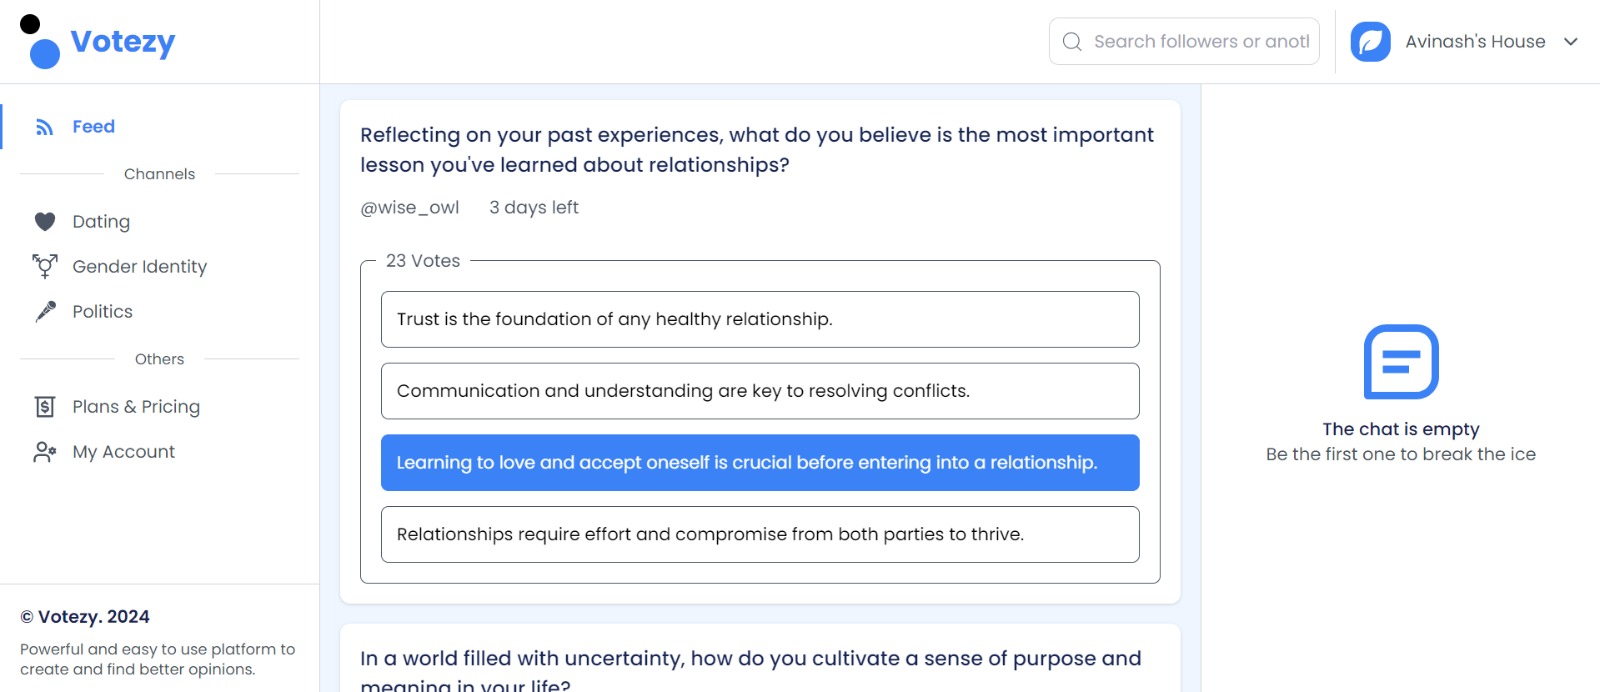 Votezy
Search followers or anotl
Avinash's House
Feed
Channels
Dating
Gender Identity
Politics
Others
Plans & Pricing
My Account
© Votezy. 2024
Powerful and easy to use platform to
create and find better opinions.
Reflecting on your past experiences, what do you believe is the most important
lesson you've learned about relationships?
@wise_owl 3 days left
23 Votes
Trust is the foundation of any healthy relationship.
Communication and understanding are key to resolving conflicts.
Learning to love and accept oneself is crucial before entering into a relationship.
Relationships require effort and compromise from both parties to thrive.
In a world filled with uncertainty, how do you cultivate a sense of purpose and
meaning in your life?
The chat is empty
Be the first one to break the ice